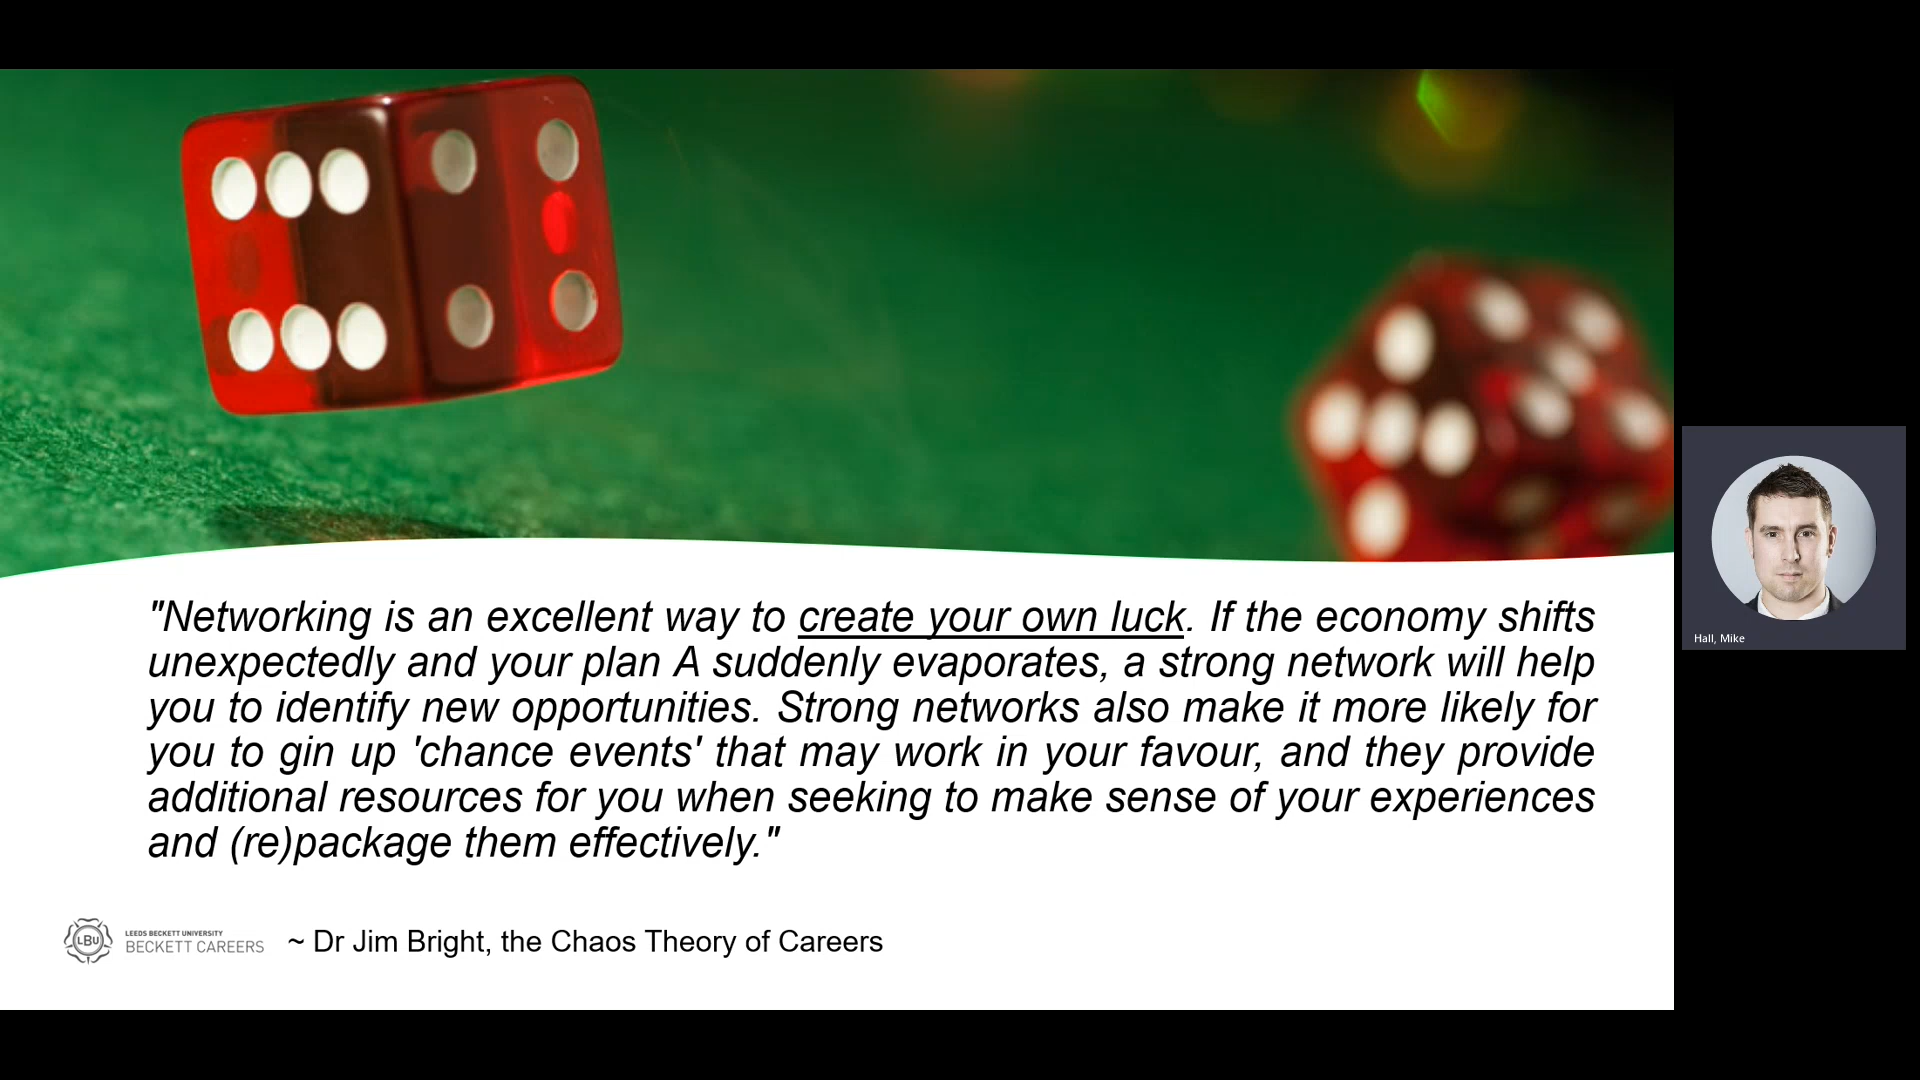 "Networking is an excellent way to create your own luck. If the economy shifts
unexpectedly and your plan A suddenly evaporates, a strong network will help
you to identify new opportunities. Strong networks also make it more likely for
you to gin up 'chance events' that may work in your favour, and they provide
additional resources for you when seeking to make sense of your experiences
and (re)package them effectively."
LBU
LEEDS BECKETT UNIVERSITY
BECKETT CAREERS
~ Dr Jim Bright, the Chaos Theory of Careers
Hall, Mike